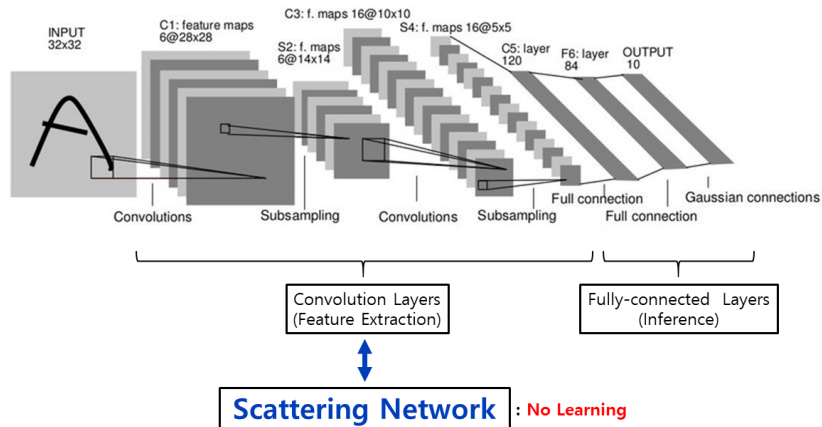 INPUT
32x32
C1: feature maps
6@28x28
S2: f. maps
6@14x14
C3: f. maps 16@10x10
S4: f. maps 16@5x5
C5: layer
120
F6: layer
84
OUTPUT
10
Convolutions
Subsampling
Convolutions
Subsampling
Full connection
Full connection
Gaussian connections
Convolution Layers
(Feature Extraction)
Fully-connected Layers
(Inference)
Scattering Network : No Learning